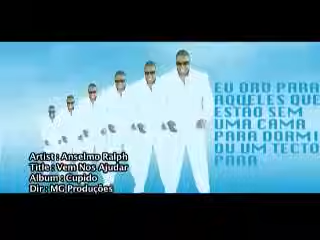 EU ORO PARA
AQUELES QUE
ESTÃO SEM
UMA CAMA
PARA DORMI
OU UM TECTO
PARA
Artist : Anselmo Ralph
Title : Vem Nos Ajudar
Album : Cupido
Dir : MG Produções